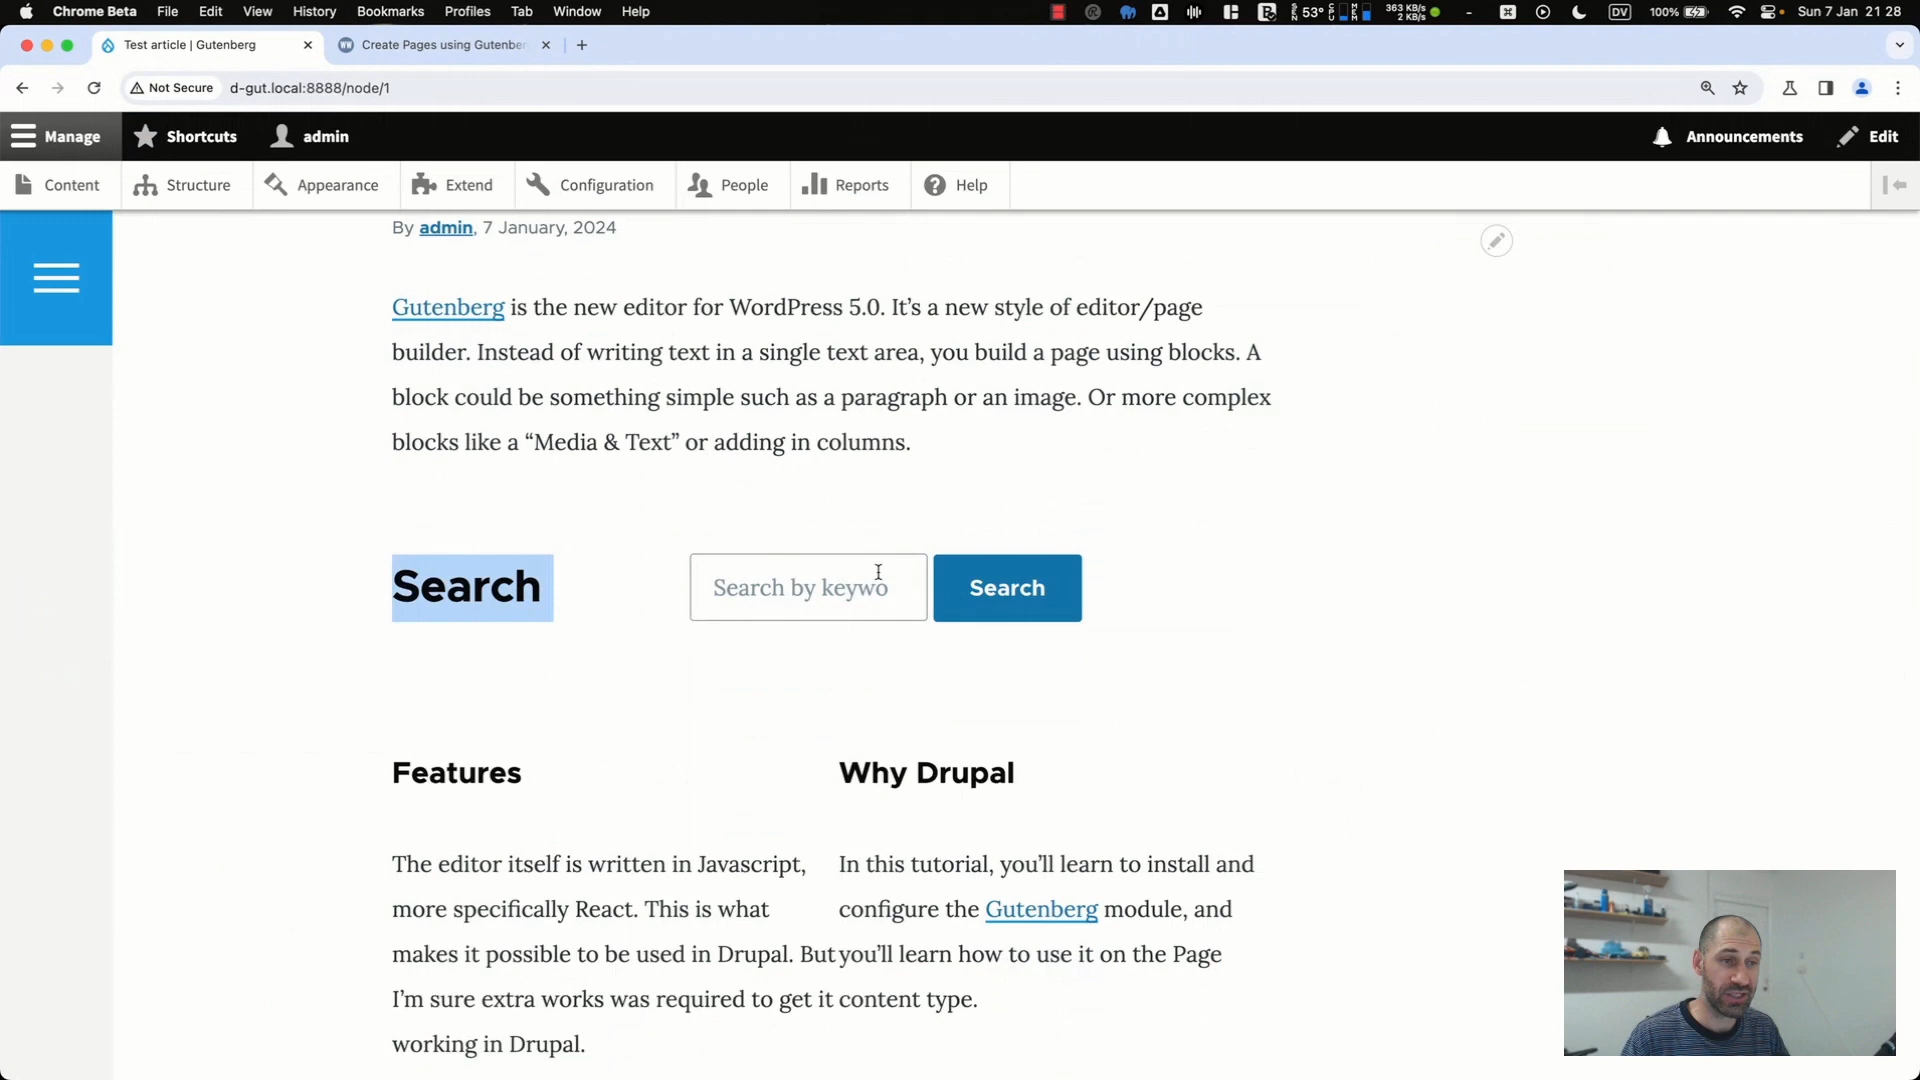 Chrome Beta File Edit View History Bookmarks Profiles Tab Window Help
53° 363 KB/s 2 KB/s DV 100% Sun 7 Jan 21 28
Test article | Gutenberg
Create Pages using Gutenber
Not Secure d-gut.local:8888/node/1
Manage Shortcuts admin Announcements Edit
Content Structure Appearance Extend Configuration People Reports Help
By admin, 7 January, 2024
Gutenberg is the new editor for WordPress 5.0. It’s a new style of editor/page
builder. Instead of writing text in a single text area, you build a page using blocks. A
block could be something simple such as a paragraph or an image. Or more complex
blocks like a “Media & Text” or adding in columns.
Search Search by keywo Search
Features
The editor itself is written in Javascript,
more specifically React. This is what
makes it possible to be used in Drupal. But
I’m sure extra works was required to get it
working in Drupal.
Why Drupal
In this tutorial, you’ll learn to install and
configure the Gutenberg module, and
you’ll learn how to use it on the Page
content type.